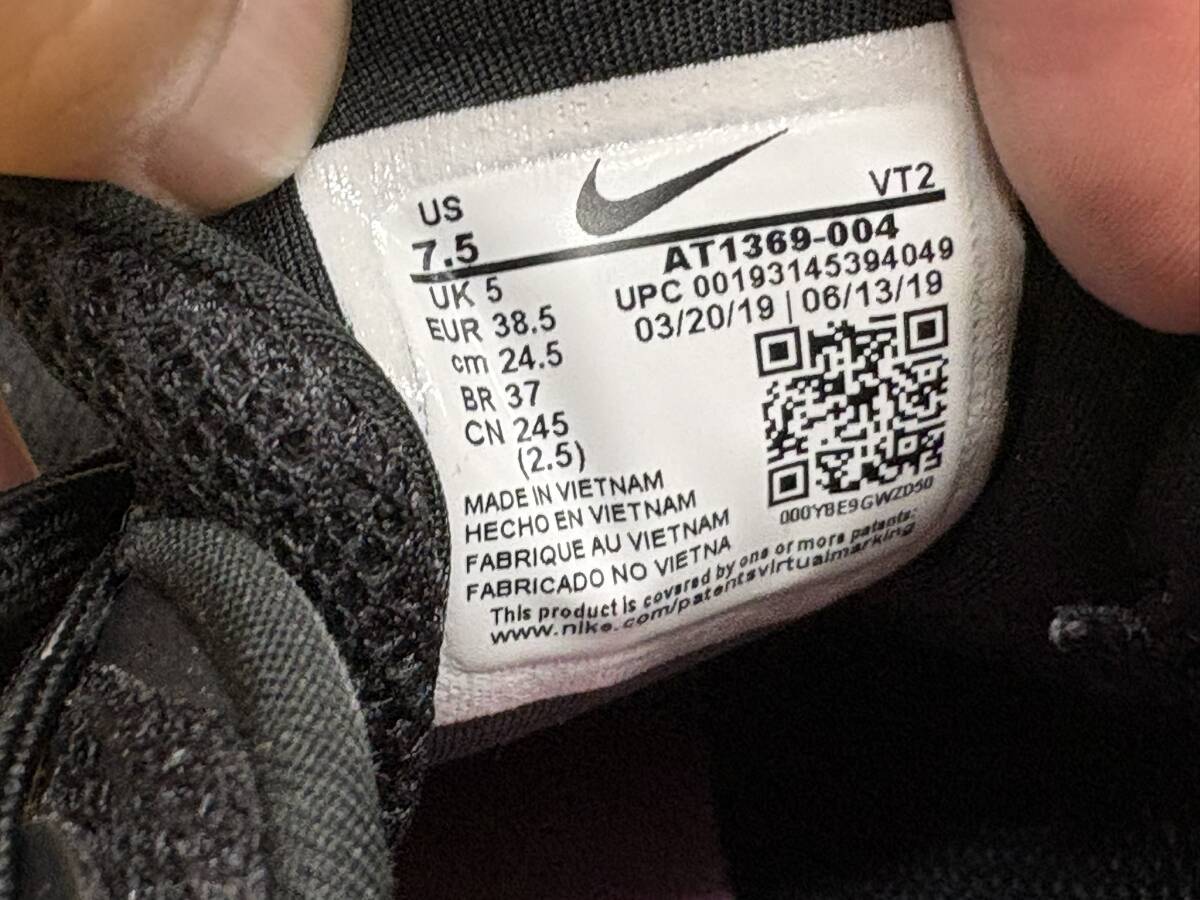 US
7.5
VT2
AT1369-004
UPC 00193145394049
03/20/19 | 06/13/19
UK 5
EUR 38.5
cm 24.5
BR 37
CN 245
(2.5)
MADE IN VIETNAM
HECHO EN VIETNAM
FABRIQUE AU VIETNAM
FABRICADO NO VIETNA
000YBE9GWZD50
This product is covered by one or more patents:
www.nike.com/patentsvirtualmarking